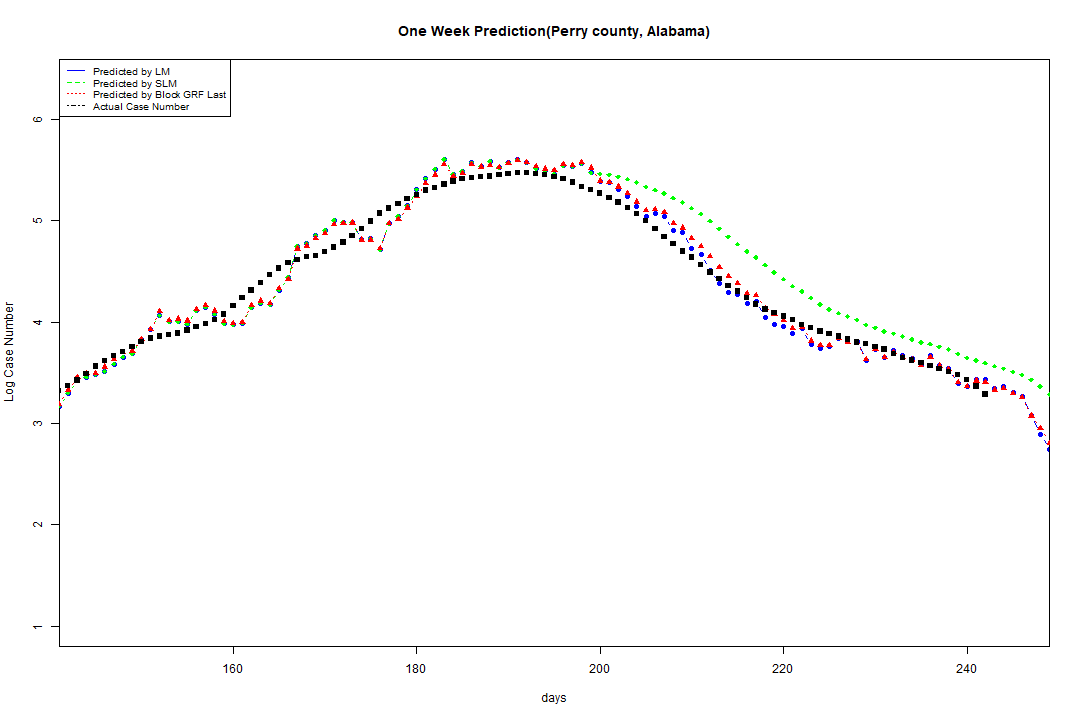 One Week Prediction(Perry county, Alabama)
Predicted by LM
Predicted by SLM
Predicted by Block GRF Last
Actual Case Number
6
5
4
3
2
1
Log Case Number
160 180 200 220 240
days